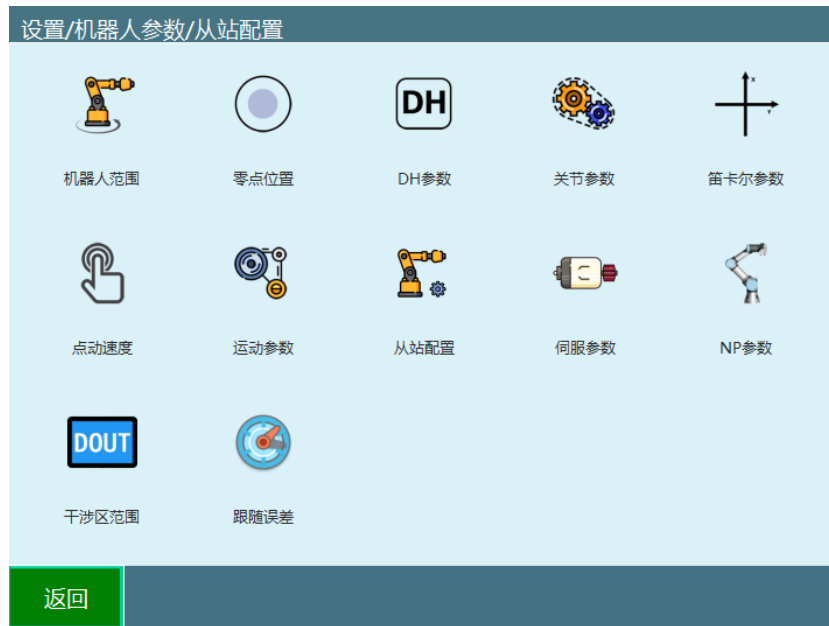 设置/机器人参数/从站配置
DH
机器人范围 零点位置 DH参数 关节参数 笛卡尔参数
点动速度 运动参数 从站配置 伺服参数 NP参数
DOUT
干涉区范围 跟随误差
返回